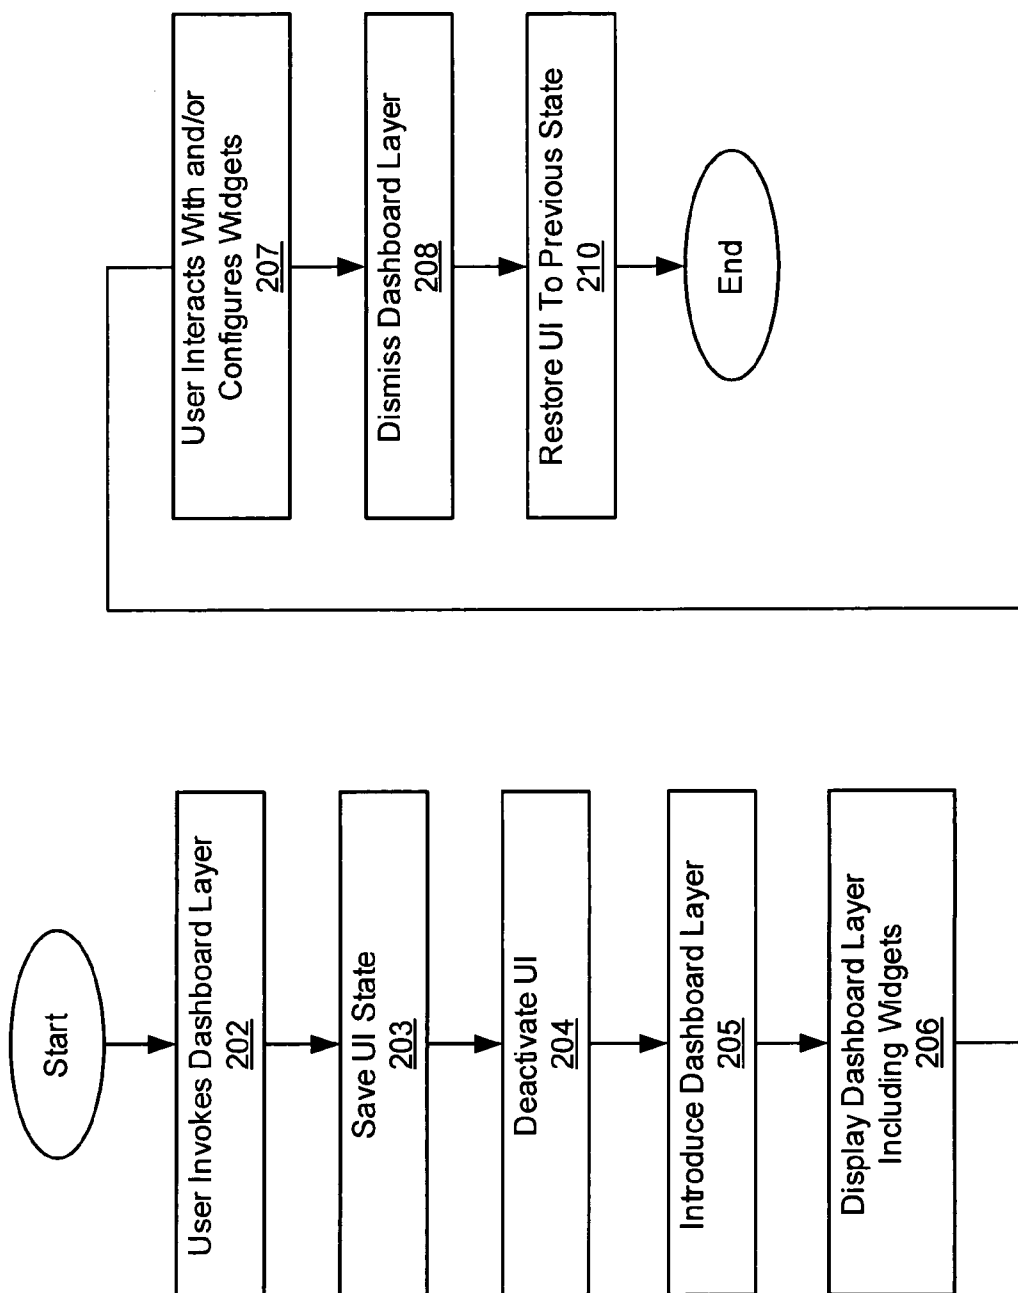 Start
User Invokes Dashboard Layer
202
Save UI State
203
Deactivate UI
204
Introduce Dashboard Layer
205
Display Dashboard Layer
Including Widgets
206
User Interacts With and/or
Configures Widgets
207
Dismiss Dashboard Layer
208
Restore UI To Previous State
210
End